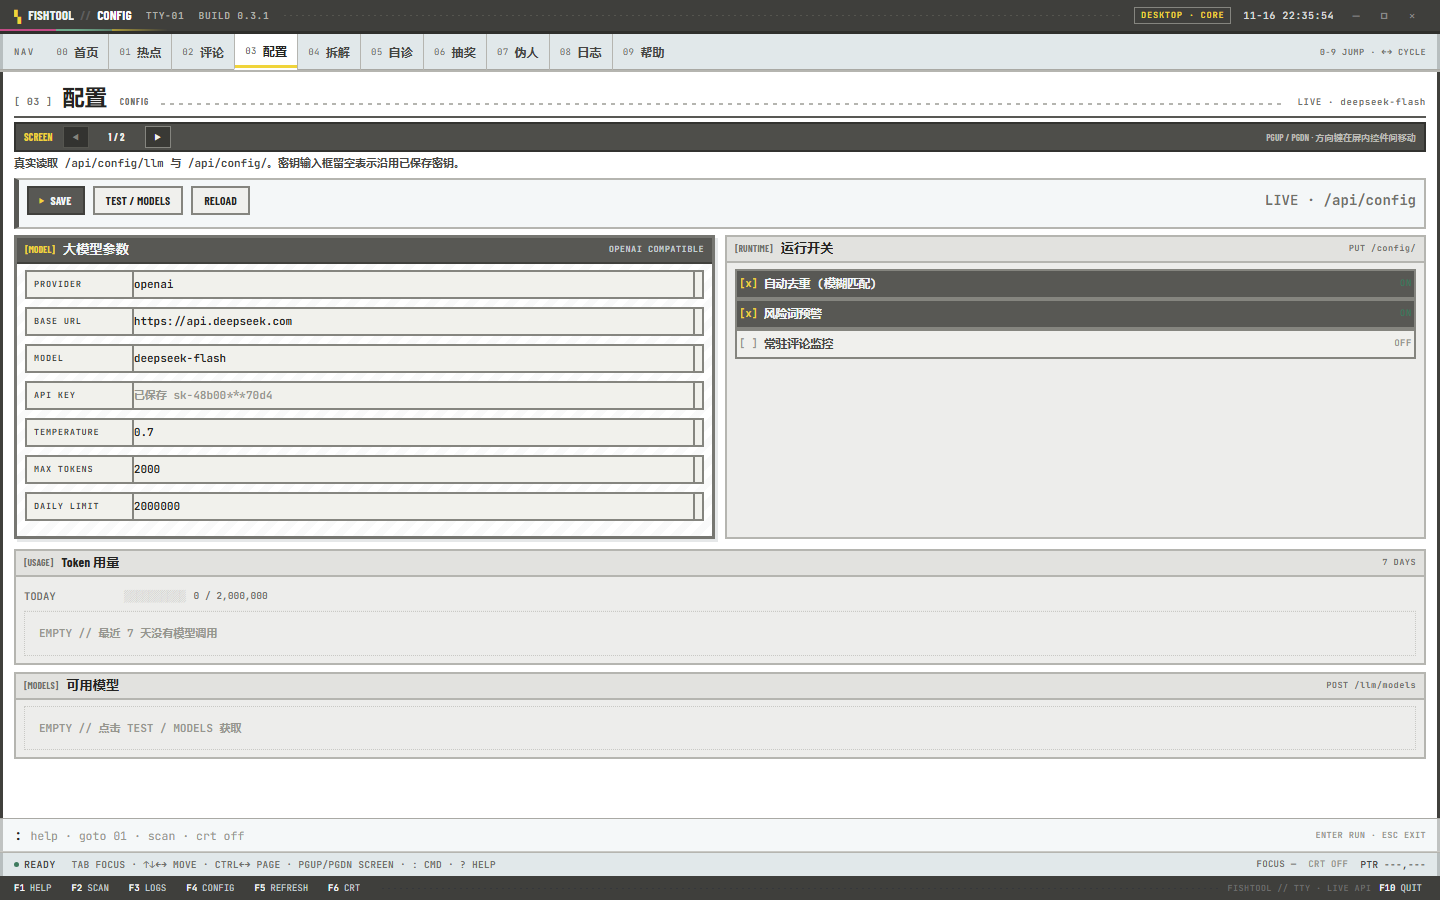 FISHTOOL // CONFIG TTY-01 BUILD 0.3.1 DESKTOP · CORE 11-16 22:35:54
NAV 00 首页 01 热点 02 评论 03 配置 04 拆解 05 自诊 06 抽奖 07 伪人 08 日志 09 帮助 0-9 JUMP · ↔ CYCLE
[ 03 ] 配置 CONFIG LIVE · deepseek-flash
SCREEN ◀ 1/2 ▶ PGUP / PGDN · 方向键在屏内控件间移动
真实读取 /api/config/llm 与 /api/config/。密钥输入框留空表示沿用已保存密钥。
▶ SAVE TEST / MODELS RELOAD LIVE · /api/config
[MODEL] 大模型参数 OPENAI COMPATIBLE
PROVIDER openai
BASE URL https://api.deepseek.com
MODEL deepseek-flash
API KEY 已保存 sk-48b00***70d4
TEMPERATURE 0.7
MAX TOKENS 2000
DAILY LIMIT 2000000
[RUNTIME] 运行开关 PUT /config/
[x] 自动去重 (模糊匹配) ON
[x] 风险词预警 ON
[ ] 常驻评论监控 OFF
[USAGE] Token 用量 7 DAYS
TODAY 0 / 2,000,000
EMPTY // 最近 7 天没有模型调用
[MODELS] 可用模型 POST /llm/models
EMPTY // 点击 TEST / MODELS 获取
: help · goto 01 · scan · crt off ENTER RUN · ESC EXIT
READY TAB FOCUS · ↑↓↔ MOVE · CTRL↔ PAGE · PGUP/PGDN SCREEN · : CMD · ? HELP FOCUS — CRT OFF PTR ---,---
F1 HELP F2 SCAN F3 LOGS F4 CONFIG F5 REFRESH F6 CRT FISHTOOL // TTY · LIVE API F10 QUIT